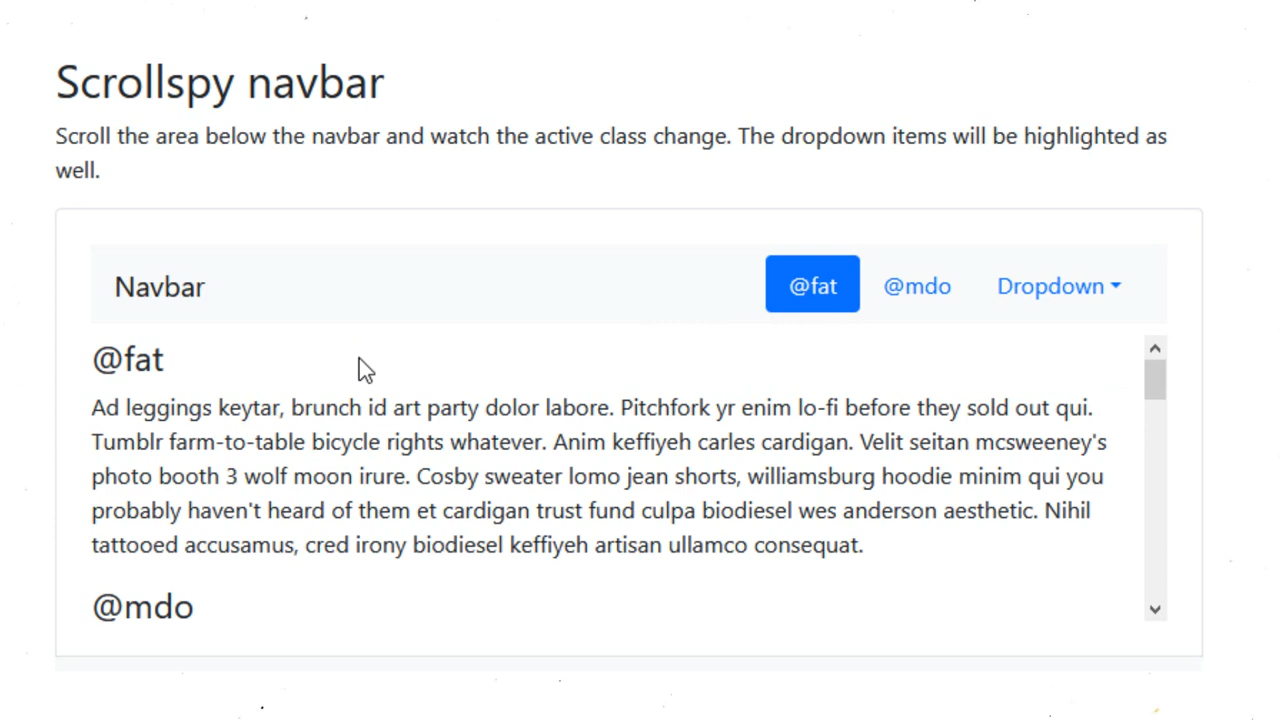 Scrollspy navbar
Scroll the area below the navbar and watch the active class change. The dropdown items will be highlighted as
well.
Navbar @fat @mdo Dropdown
@fat
Ad leggings keytar, brunch id art party dolor labore. Pitchfork yr enim lo-fi before they sold out qui.
Tumblr farm-to-table bicycle rights whatever. Anim keffiyeh carles cardigan. Velit seitan mcsweeney's
photo booth 3 wolf moon irure. Cosby sweater lomo jean shorts, williamsburg hoodie minim qui you
probably haven't heard of them et cardigan trust fund culpa biodiesel wes anderson aesthetic. Nihil
tattooed accusamus, cred irony biodiesel keffiyeh artisan ullamco consequat.
@mdo